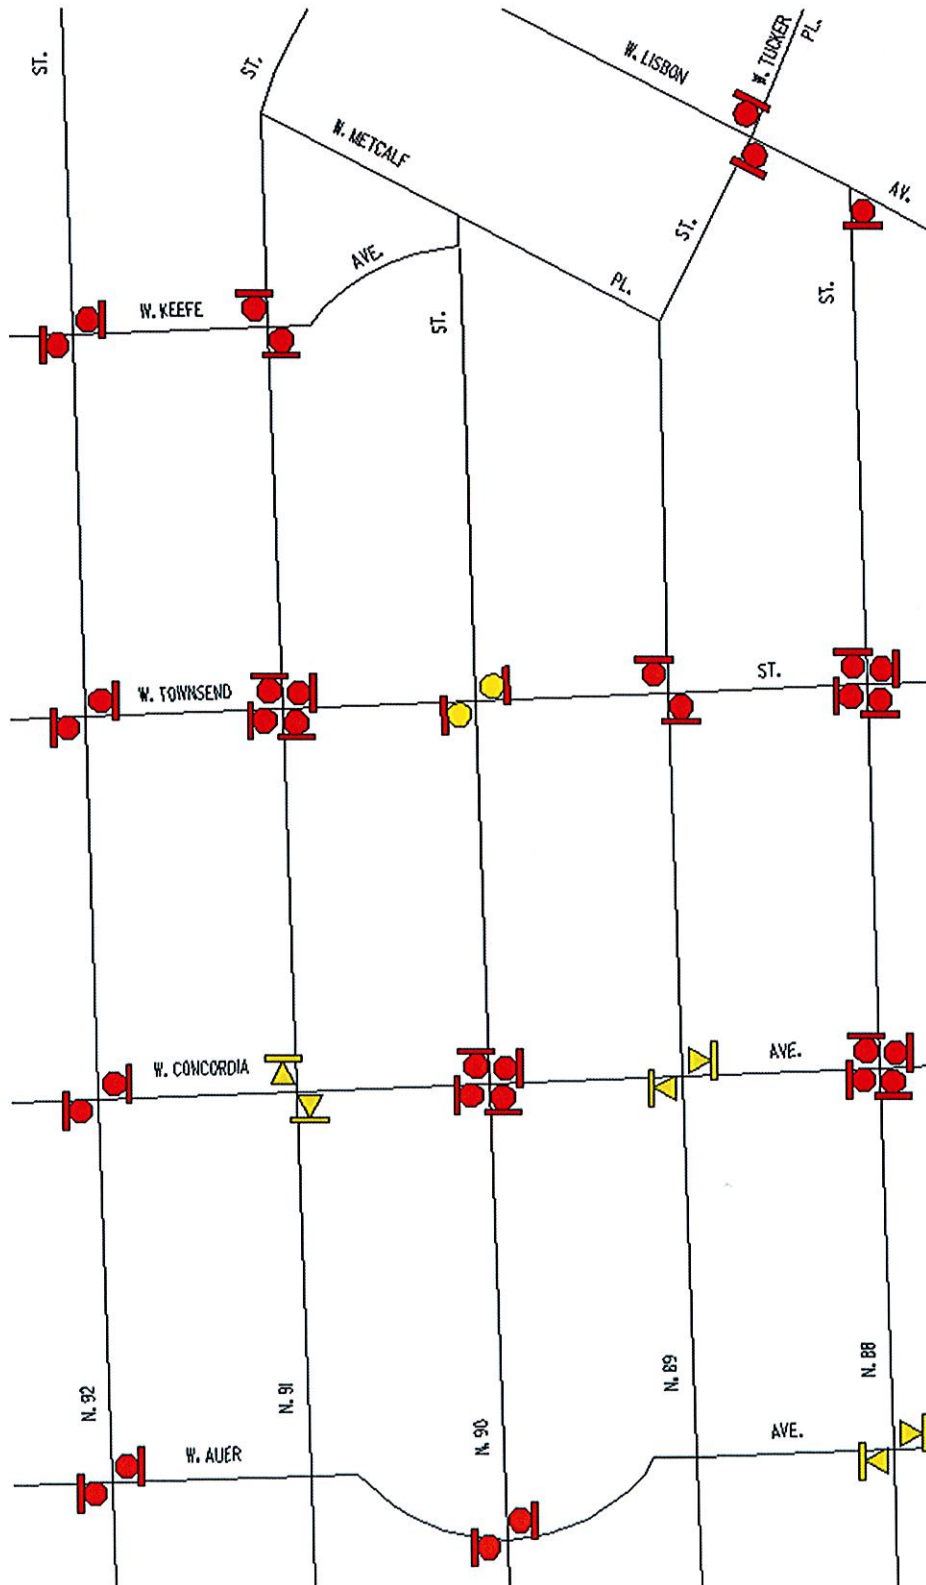 ST.
ST.
W. LISBON
W. TUCKER
PL.
W. METCALF
AV.
ST.
AVE.
PL.
ST.
W. KEEFE
ST.
W. TOWNSEND
ST.
W. CONCORDIA
AVE.
N. 92
N. 91
N. 90
N. 89
N. 88
W. AUER
AVE.